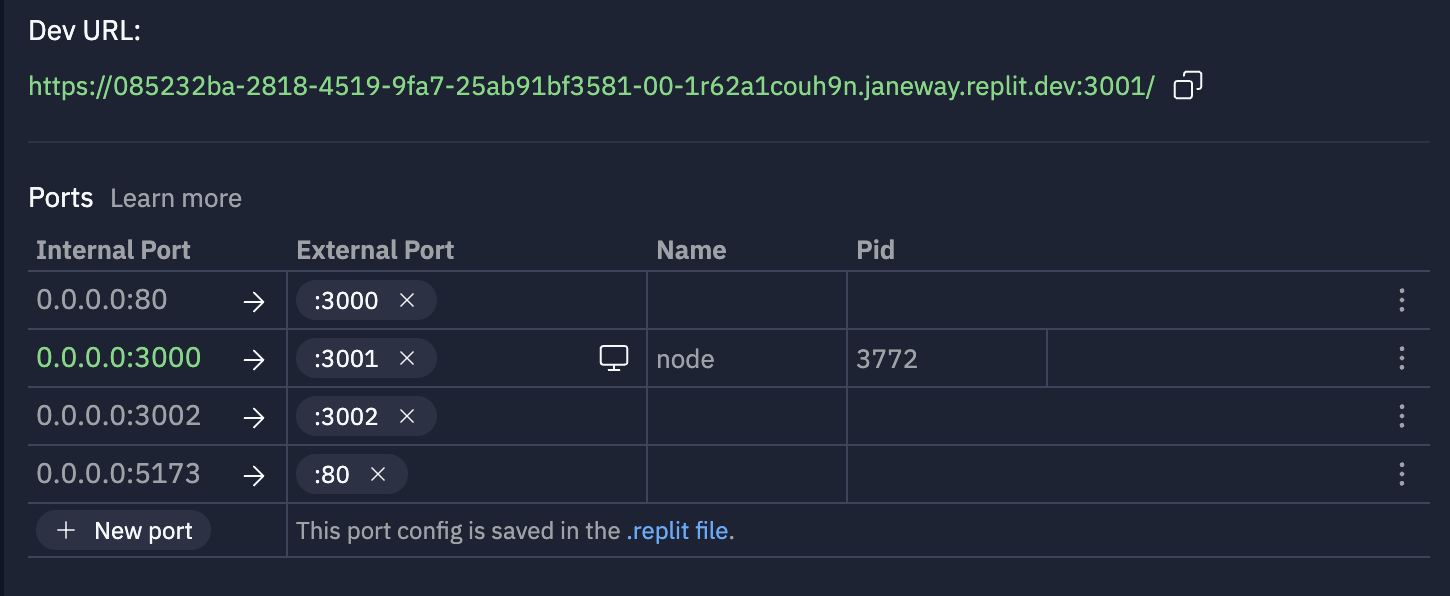 Dev URL:
https://085232ba-2818-4519-9fa7-25ab91bf3581-00-1r62a1couh9n.janeway.replit.dev:3001/
Ports Learn more
Internal Port External Port Name Pid
0.0.0.0:80 → :3000 ×
0.0.0.0:3000 → :3001 × node 3772
0.0.0.0:3002 → :3002 ×
0.0.0.0:5173 → :80 ×
+ New port This port config is saved in the .replit file.